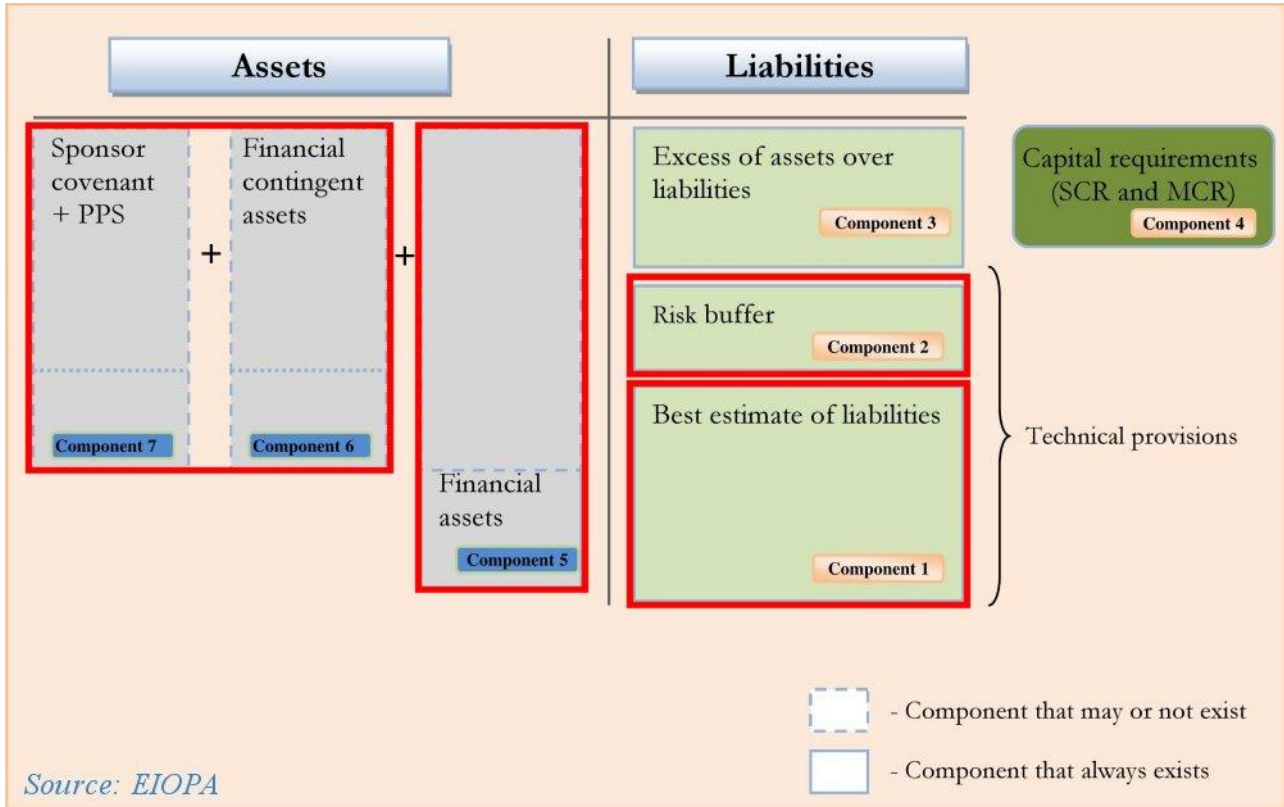 Assets
Liabilities
Sponsor
covenant
+ PPS
Component 7
+
Financial
contingent
assets
Component 6
+
Financial
assets
Component 5
Excess of assets over
liabilities
Component 3
Risk buffer
Component 2
Best estimate of liabilities
Component 1
Capital requirements
(SCR and MCR)
Component 4
Technical provisions
- Component that may or not exist
- Component that always exists
Source: EIOPA